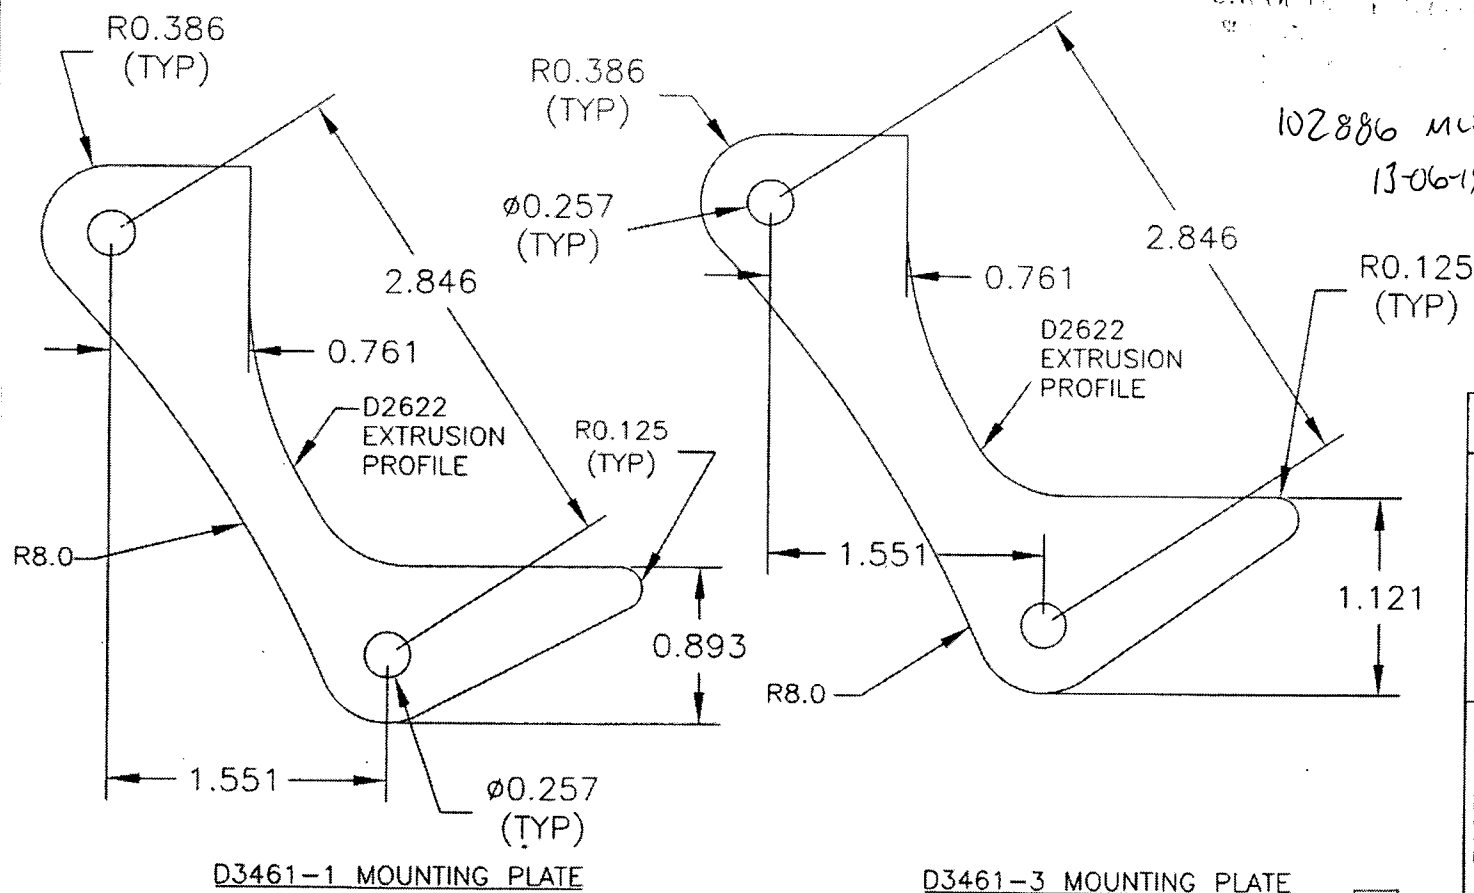 R0.386
(TYP)
2.846
0.761
D2622
EXTRUSION
PROFILE
R0.125
(TYP)
R8.0
0.893
1.551
ø0.257
(TYP)
D3461-1 MOUNTING PLATE
R0.386
(TYP)
ø0.257
(TYP)
2.846
0.761
D2622
EXTRUSION
PROFILE
R0.125
(TYP)
1.551
1.121
R8.0
D3461-3 MOUNTING PLATE
102886